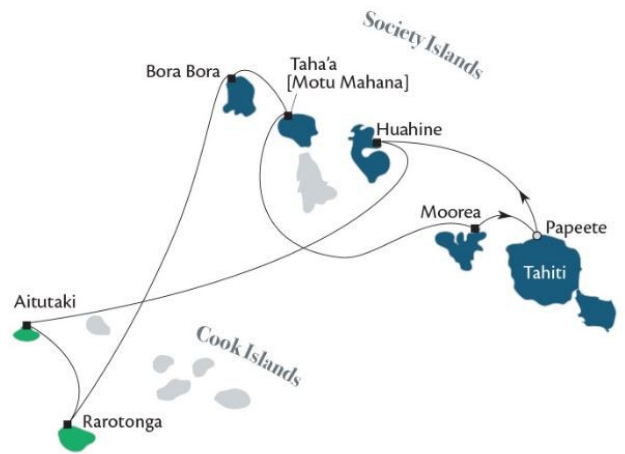 Society Islands
Bora Bora
Taha'a
[Motu Mahana]
Huahine
Moorea
Papeete
Tahiti
Aitutaki
Cook Islands
Rarotonga